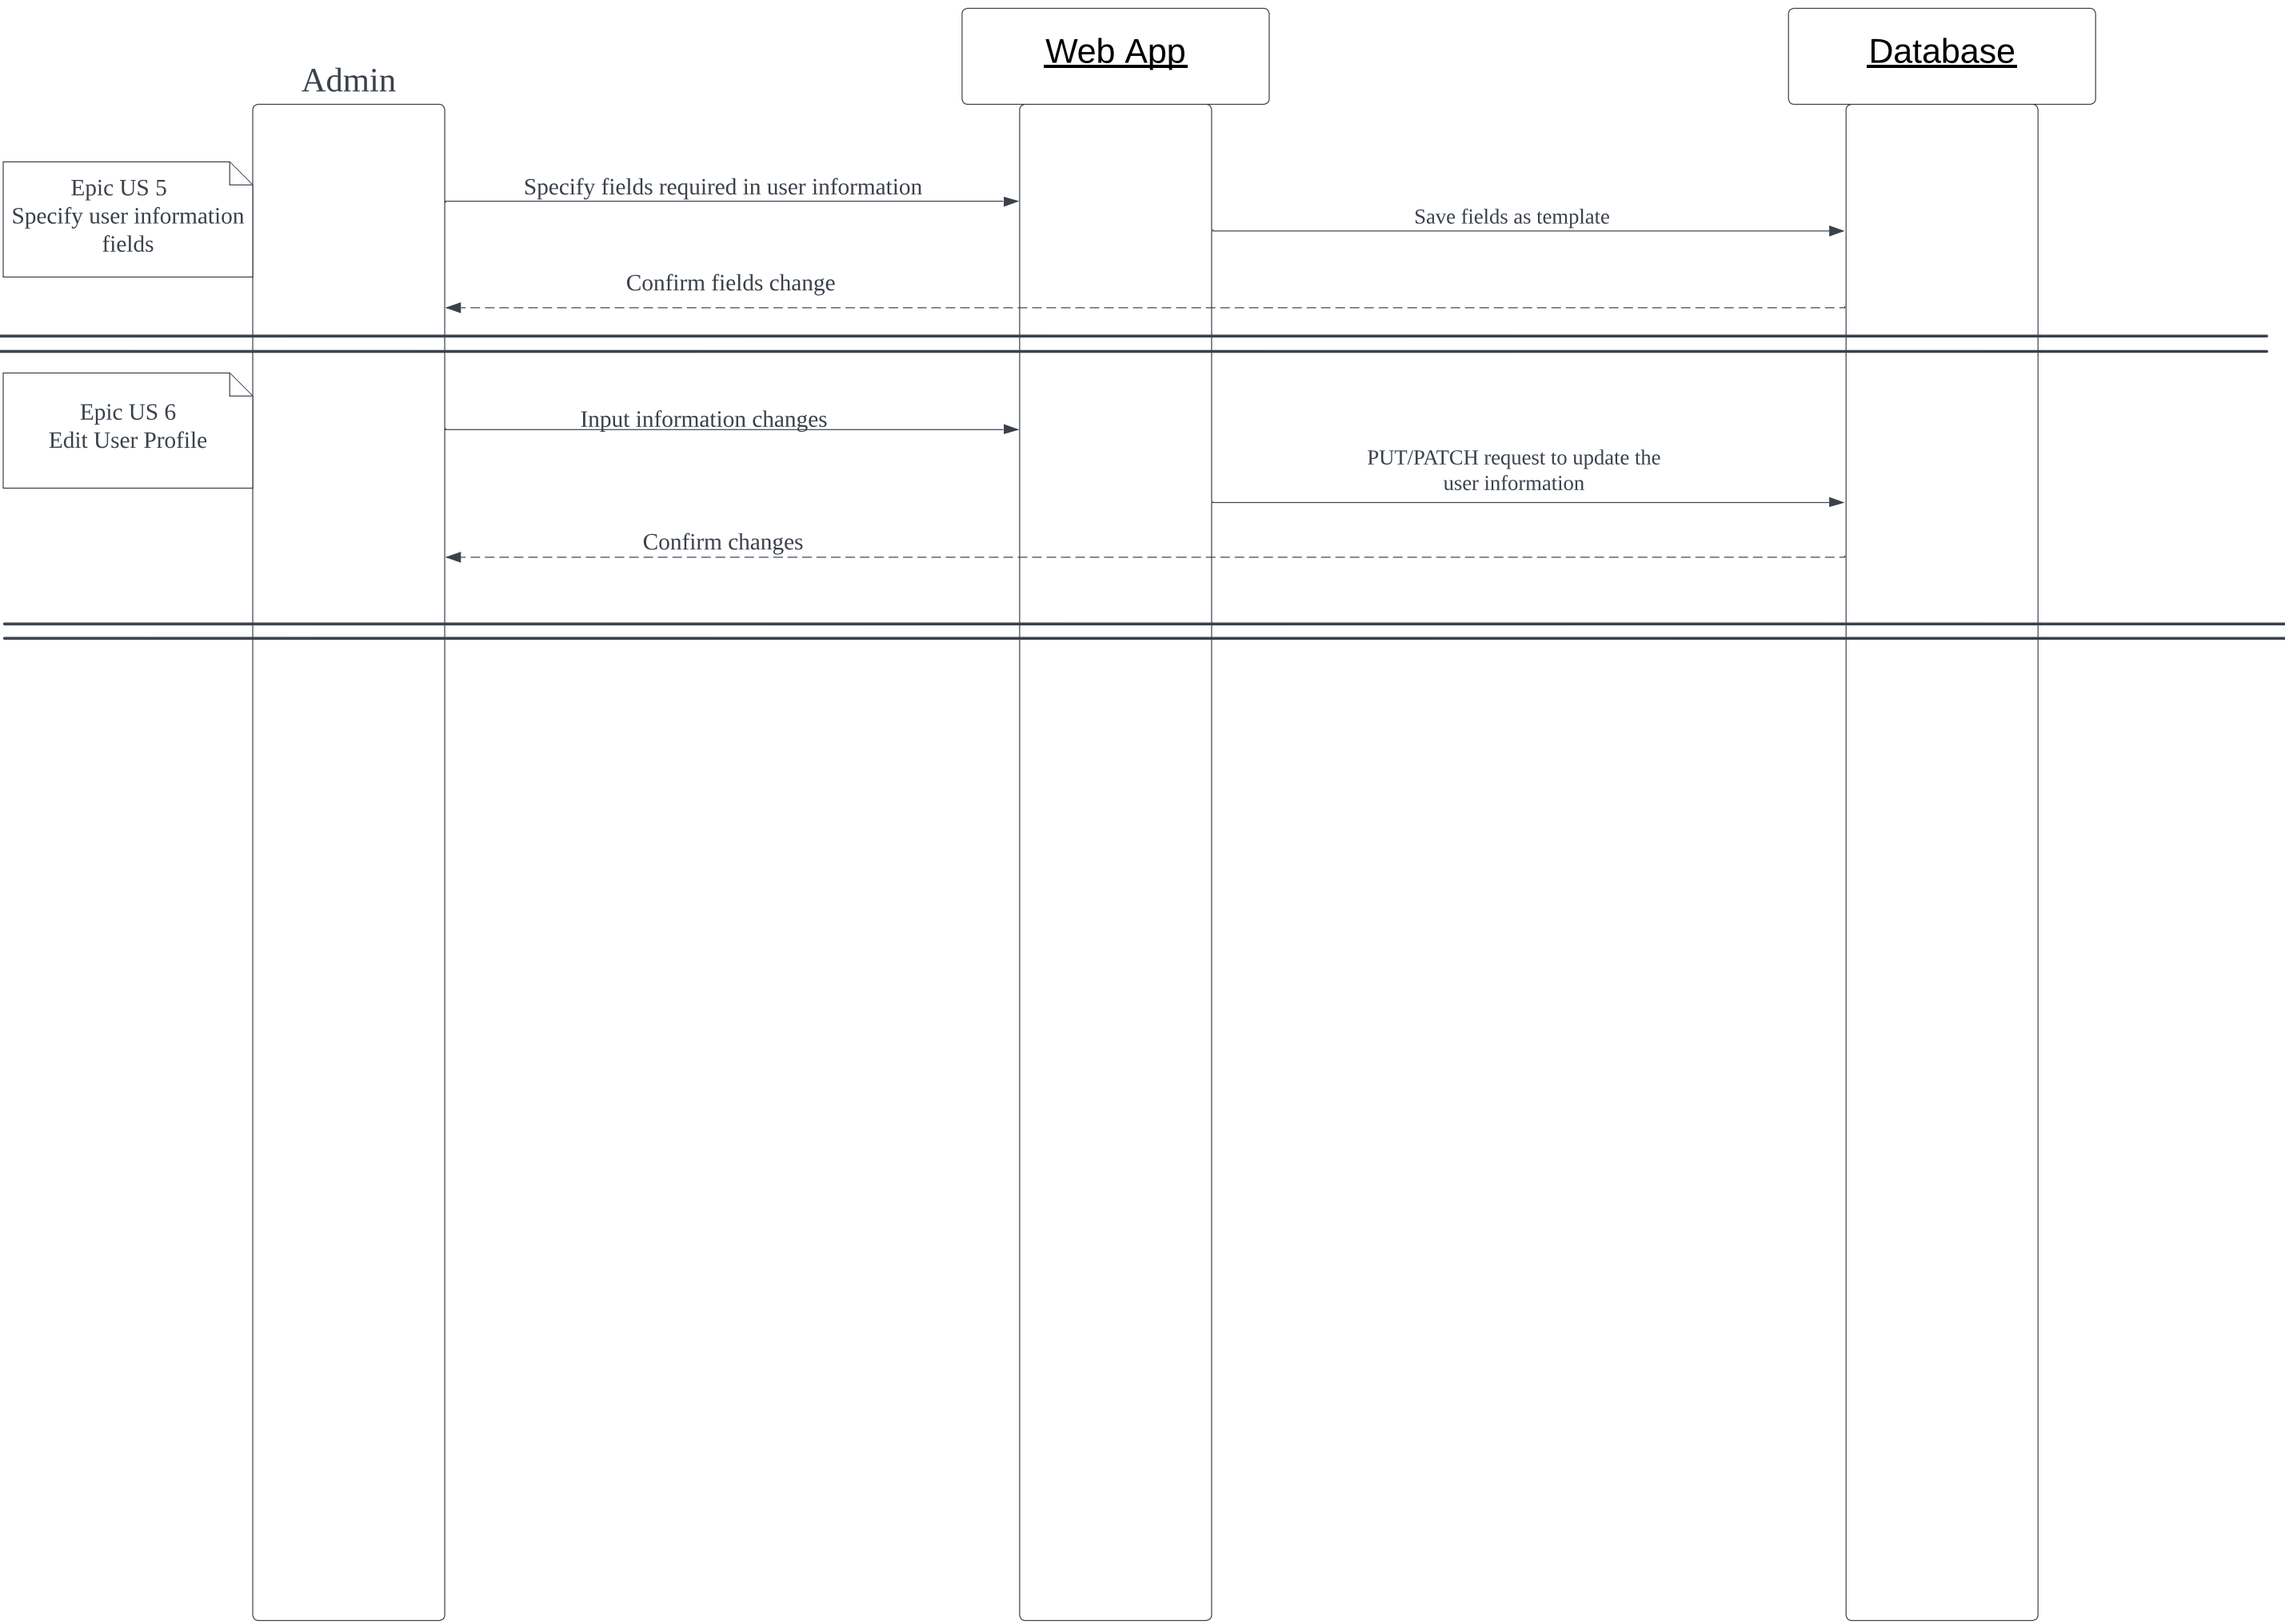 Web App
Database
Admin
Epic US 5
Specify user information
fields
Specify fields required in user information
Save fields as template
Confirm fields change
Epic US 6
Edit User Profile
Input information changes
PUT/PATCH request to update the
user information
Confirm changes